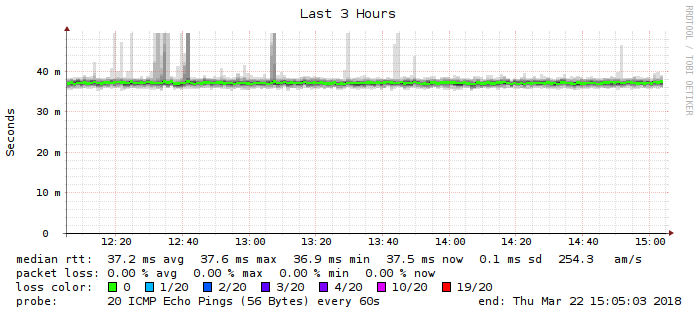 Last 3 Hours
RRDTOOL / TOBI OETIKER
Seconds
40 m
30 m
20 m
10 m
0
12:20 12:40 13:00 13:20 13:40 14:00 14:20 14:40 15:00
median rtt: 37.2 ms avg 37.6 ms max 36.9 ms min 37.5 ms now 0.1 ms sd 254.3 am/s
packet loss: 0.00 % avg 0.00 % max 0.00 % min 0.00 % now
loss color: 0 1/20 2/20 3/20 4/20 10/20 19/20
probe: 20 ICMP Echo Pings (56 Bytes) every 60s end: Thu Mar 22 15:05:03 2018